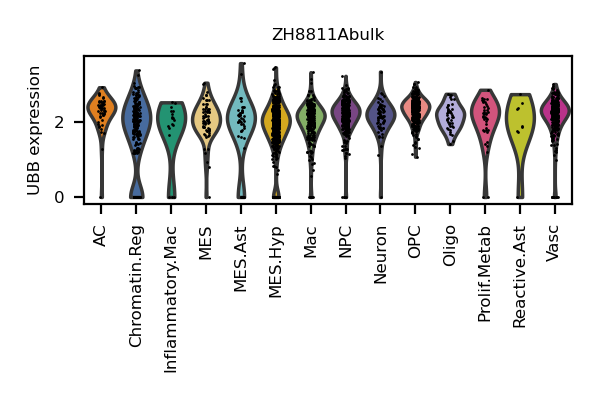 ZH8811Abulk
UBB expression
2
0
AC
Chromatin.Reg
Inflammatory.Mac
MES
MES.Ast
MES.Hyp
Mac
NPC
Neuron
OPC
Oligo
Prolif.Metab
Reactive.Ast
Vasc